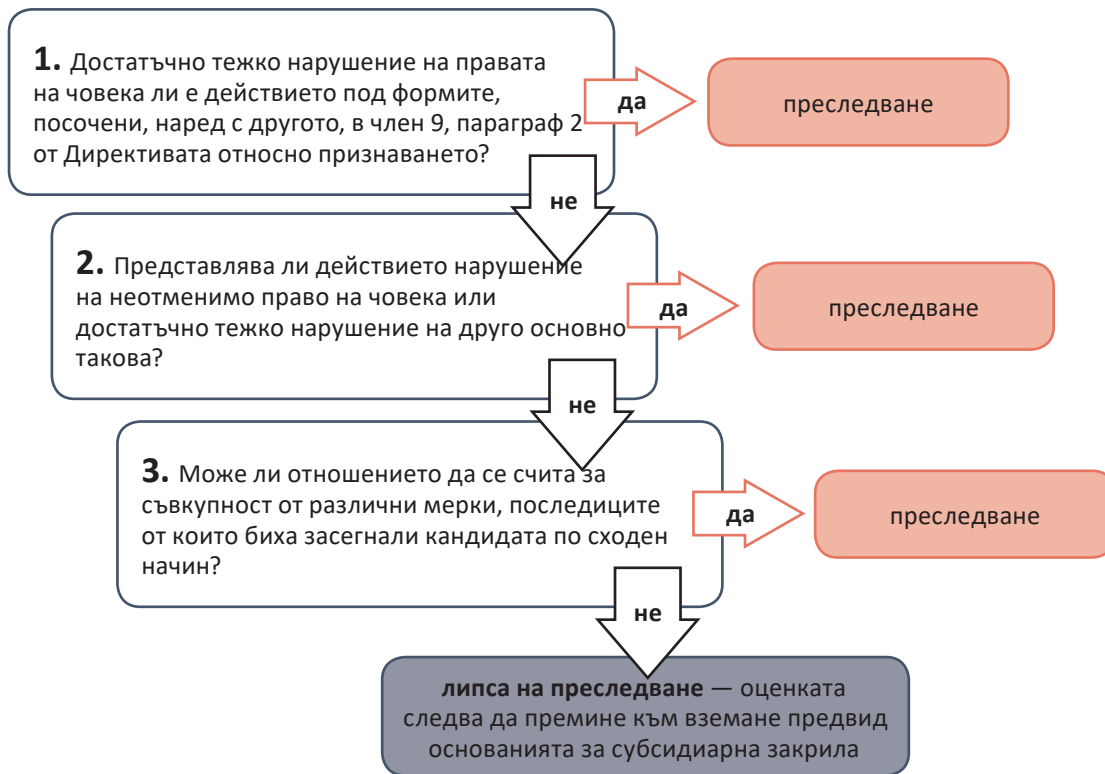 1. Достатъчно тежко нарушение на правата
на човека ли е действието под формите,
посочени, наред с другото, в член 9, параграф 2
от Директивата относно признаването?
да
преследване
не
2. Представлява ли действието нарушение
на неотменимо право на човека или
достатъчно тежко нарушение на друго основно
такова?
да
преследване
не
3. Може ли отношението да се счита за
съвкупност от различни мерки, последиците
от които биха засегнали кандидата по сходен
начин?
да
преследване
не
липса на преследване — оценката
следва да премине към вземане предвид
основанията за субсидиарна закрила